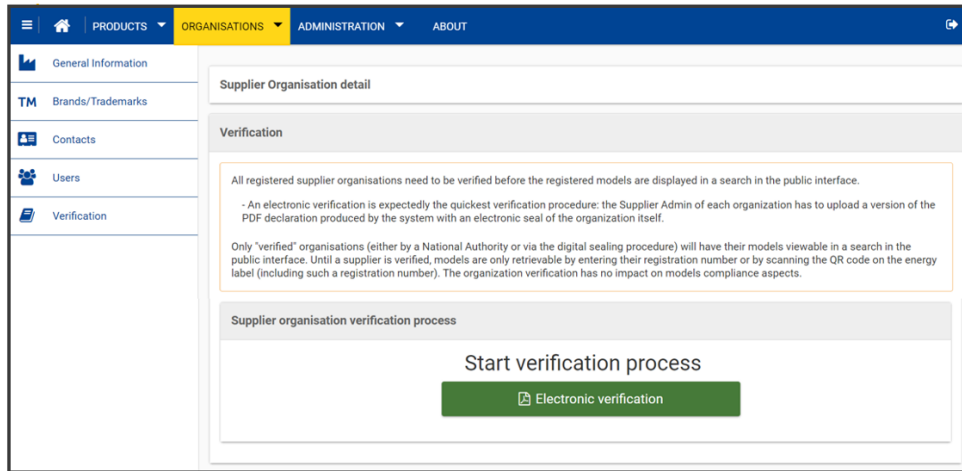 PRODUCTS ORGANISATIONS ADMINISTRATION ABOUT
General Information
TM Brands/Trademarks
Contacts
Users
Verification
Supplier Organisation detail
Verification
All registered supplier organisations need to be verified before the registered models are displayed in a search in the public interface.
- An electronic verification is expectedly the quickest verification procedure: the Supplier Admin of each organization has to upload a version of the
PDF declaration produced by the system with an electronic seal of the organization itself.
Only "verified" organisations (either by a National Authority or via the digital sealing procedure) will have their models viewable in a search in the
public interface. Until a supplier is verified, models are only retrievable by entering their registration number or by scanning the QR code on the energy
label (including such a registration number). The organization verification has no impact on models compliance aspects.
Supplier organisation verification process
Start verification process
Electronic verification